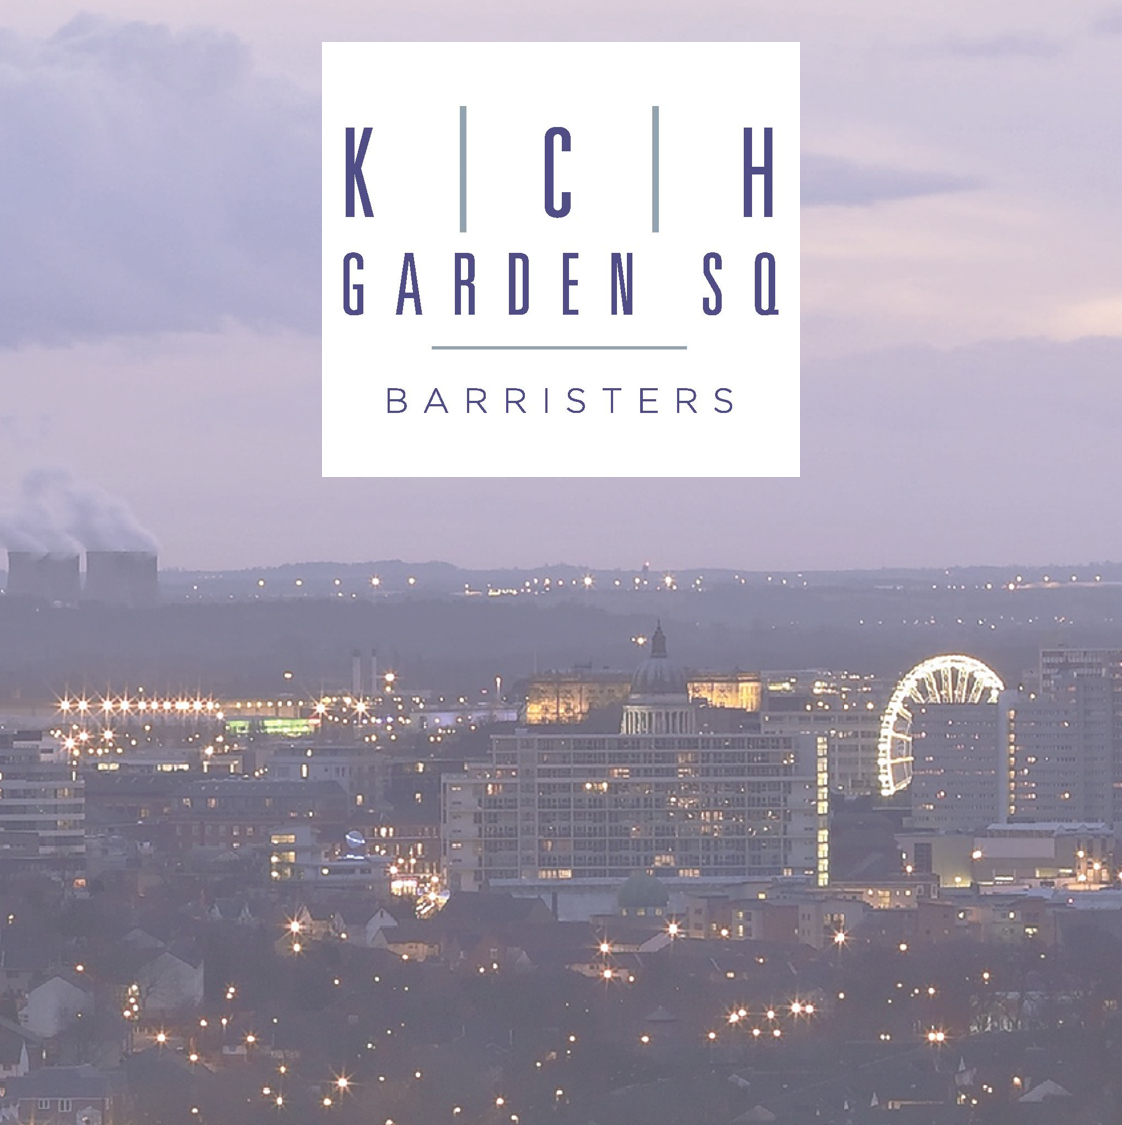 K | C | H
GARDEN SQ
BARRISTERS